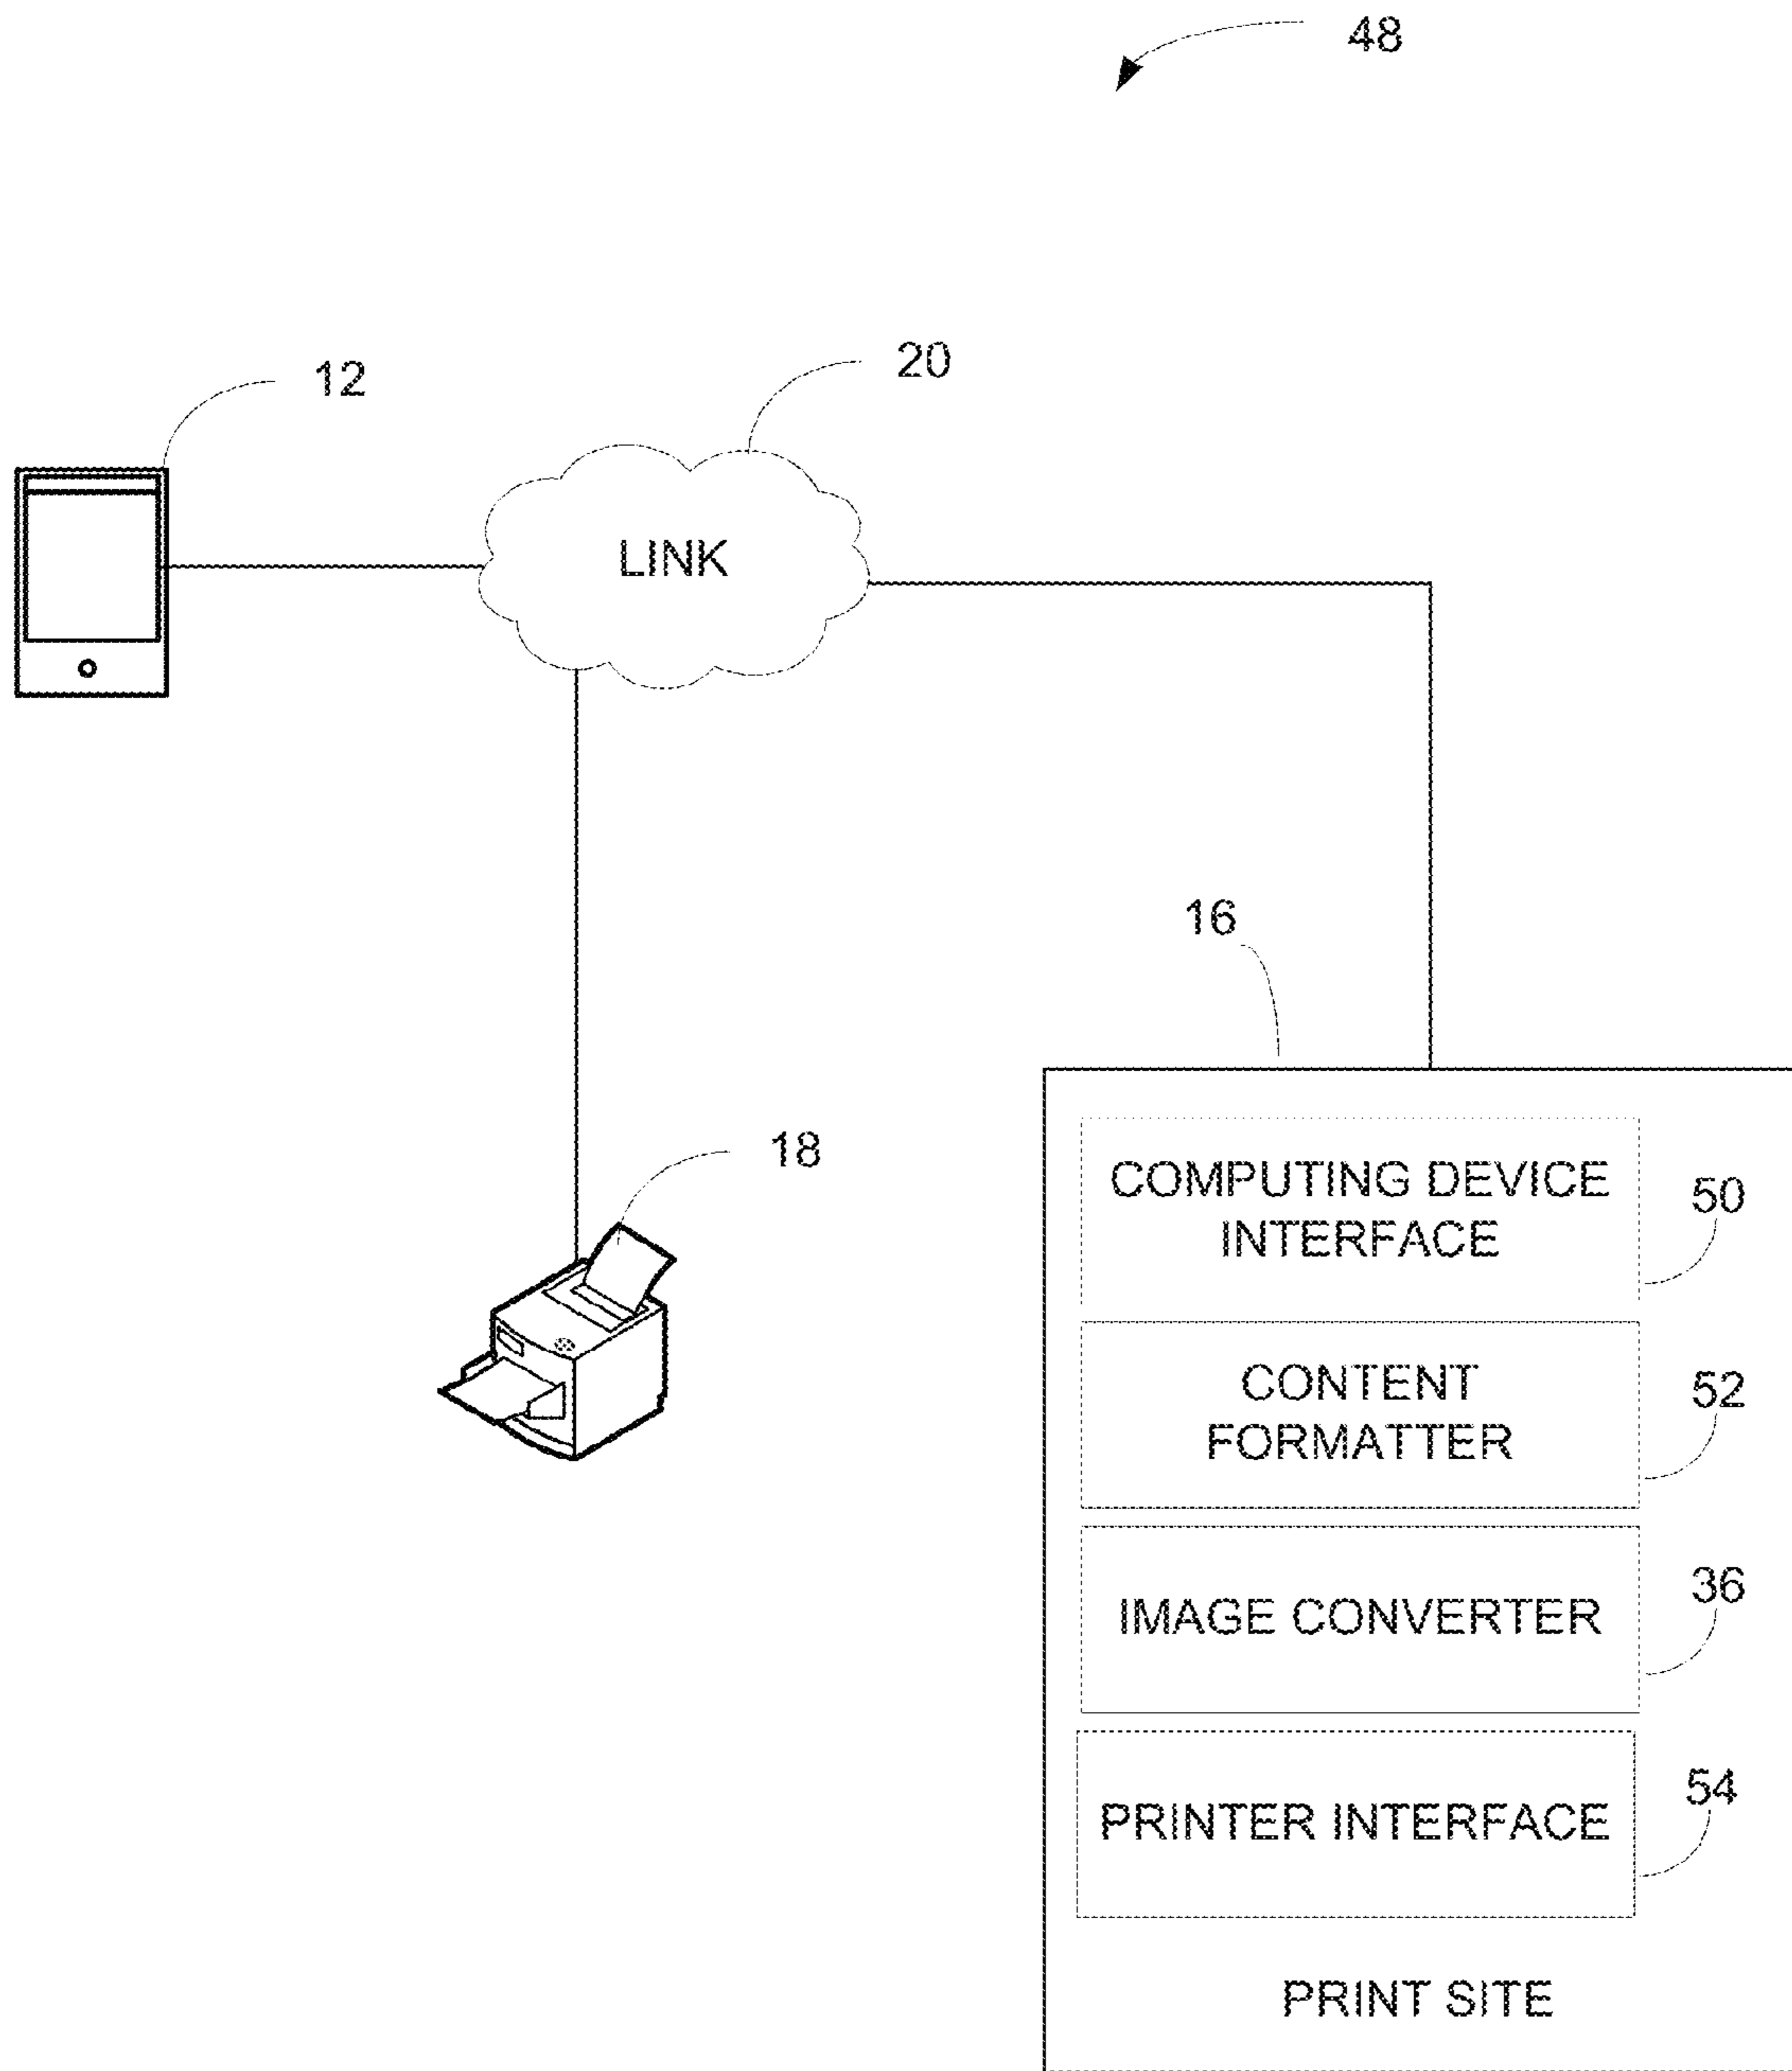 48
12
20
LINK
16
18
COMPUTING DEVICE
INTERFACE
50
CONTENT
FORMATTER
52
IMAGE CONVERTER
36
PRINTER INTERFACE
54
PRINT SITE